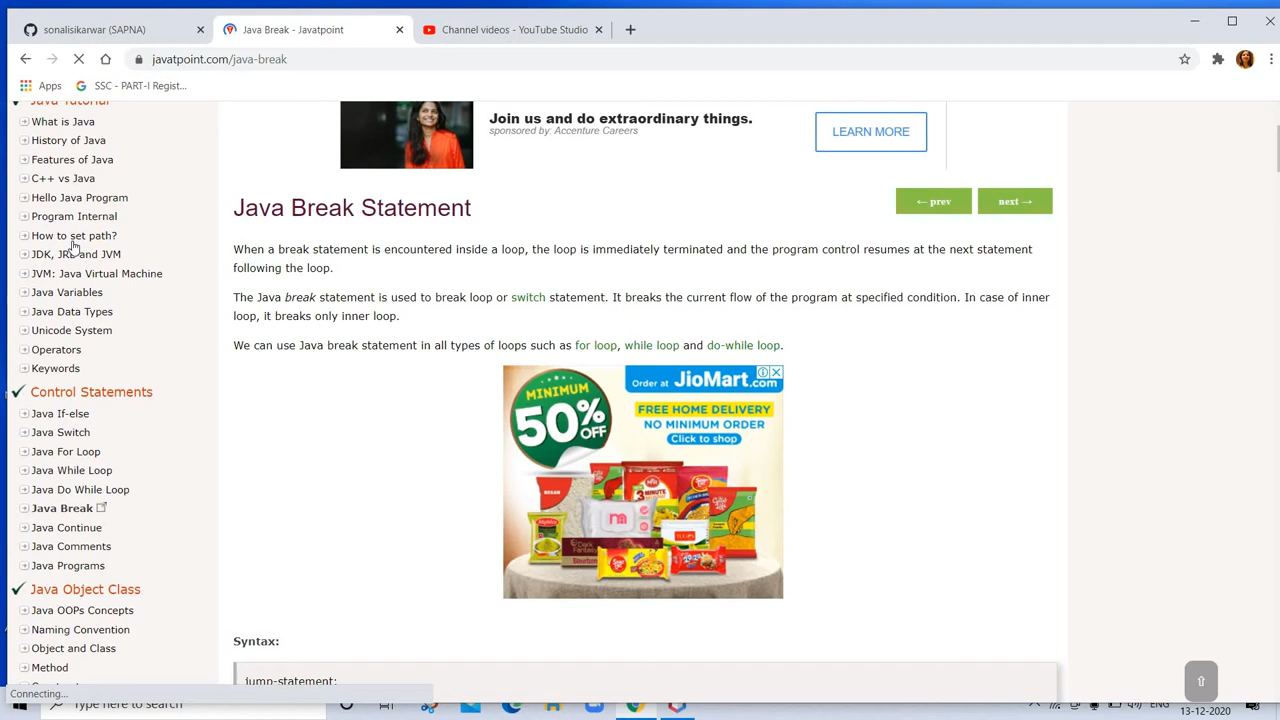 sonalisikarwar (SAPNA)
Java Break - Javatpoint
Channel videos - YouTube Studio
javatpoint.com/java-break
Apps
SSC - PART-I Regist...
Java Tutorial
What is Java
History of Java
Features of Java
C++ vs Java
Hello Java Program
Program Internal
How to set path?
JDK, JRE and JVM
JVM: Java Virtual Machine
Java Variables
Java Data Types
Unicode System
Operators
Keywords
Control Statements
Java If-else
Java Switch
Java For Loop
Java While Loop
Java Do While Loop
Java Break
Java Continue
Java Comments
Java Programs
Java Object Class
Java OOPs Concepts
Naming Convention
Object and Class
Method
Join us and do extraordinary things.
sponsored by: Accenture Careers
LEARN MORE
Java Break Statement
← prev
next →
When a break statement is encountered inside a loop, the loop is immediately terminated and the program control resumes at the next statement
following the loop.
The Java break statement is used to break loop or switch statement. It breaks the current flow of the program at specified condition. In case of inner
loop, it breaks only inner loop.
We can use Java break statement in all types of loops such as for loop, while loop and do-while loop.
MINIMUM
50% OFF
Order at JioMart.com
FREE HOME DELIVERY
NO MINIMUM ORDER
Click to shop
Syntax:
jump-statement;
Connecting...
Type here to search
ENG
13-12-2020